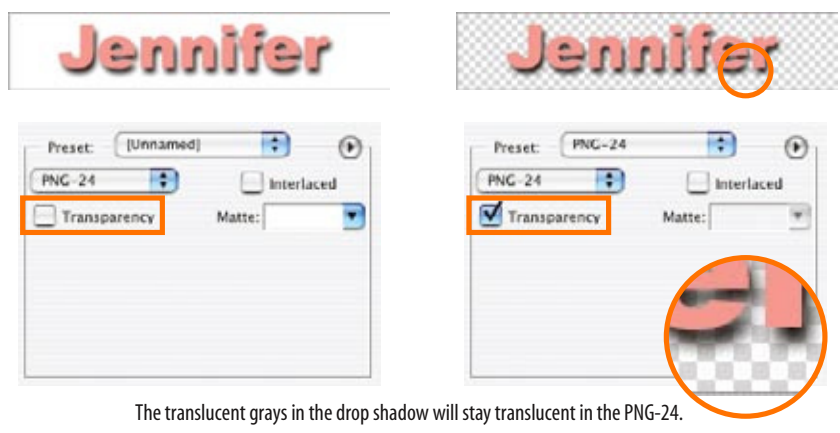 Jennifer
Jennifer
Preset: [Unnamed]
PNG-24
Interlaced
Transparency
Matte:
Preset: PNG-24
PNG-24
Interlaced
Transparency
Matte:
er
The translucent grays in the drop shadow will stay translucent in the PNG-24.